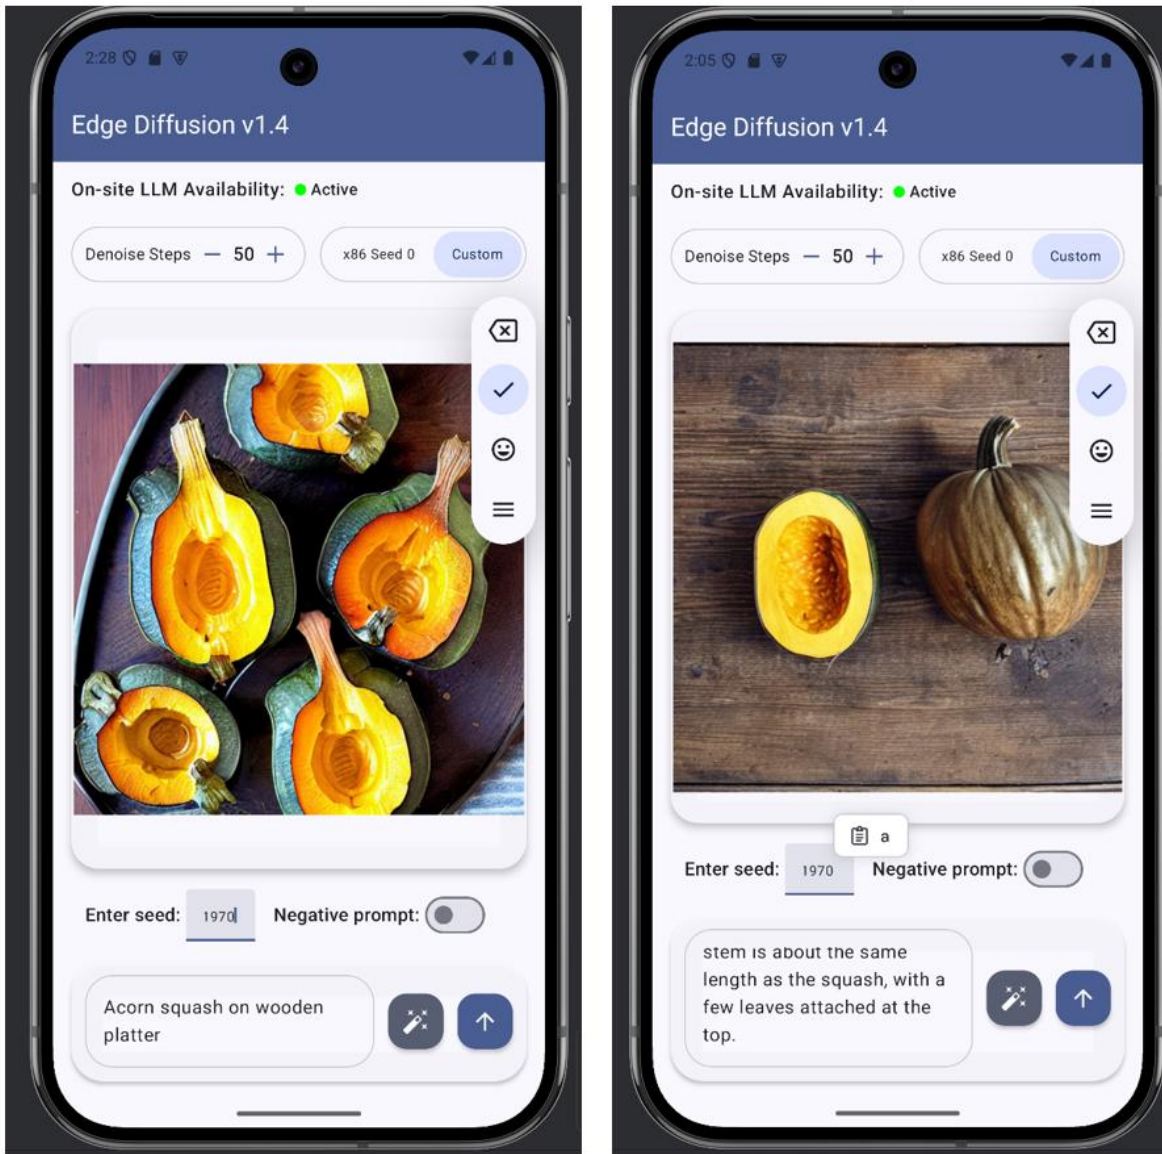 2:28
Edge Diffusion v1.4
On-site LLM Availability: Active
Denoise Steps − 50 +
x86 Seed 0
Custom
Enter seed: 1970
Negative prompt:
Acorn squash on wooden
platter
2:05
Edge Diffusion v1.4
On-site LLM Availability: Active
Denoise Steps − 50 +
x86 Seed 0
Custom
a
Enter seed: 1970
Negative prompt:
stem is about the same
length as the squash, with a
few leaves attached at the
top.